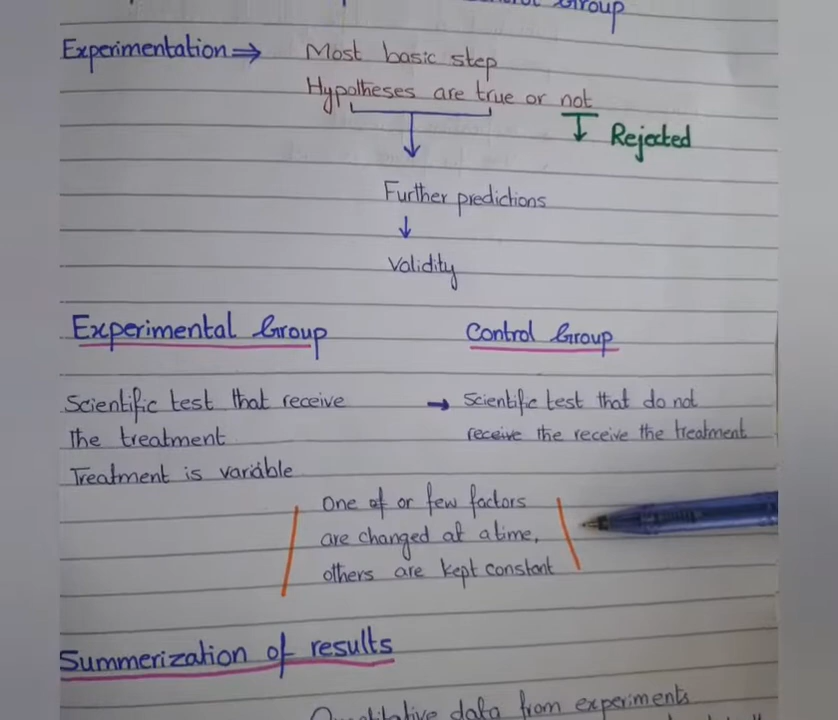 Group
Experimentation ⇒ Most basic step
Hypotheses are true or not
Rejected
Further predictions
Validity
Experimental Group
Control Group
Scientific test that receive
the treatment
Treatment is variable
→ Scientific test that do not
receive the receive the treatment
One of or few factors
are changed at a time,
others are kept constant
Summerization of results
Quantitative data from experiments